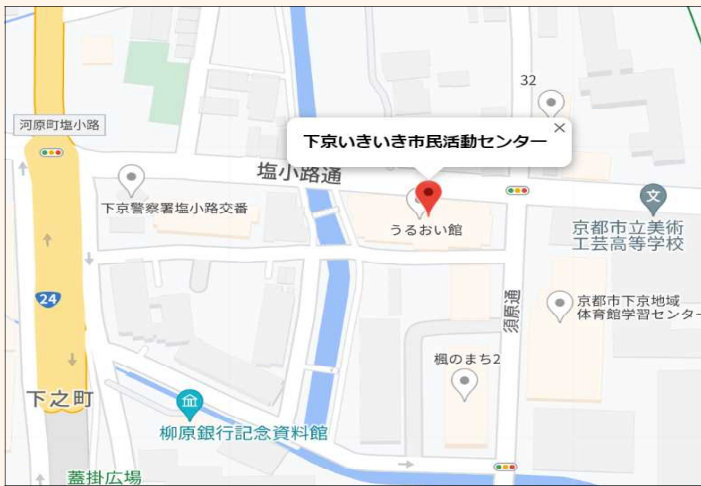 32
河原町塩小路
下京いきいき市民活動センター
塩小路通
下京警察署塩小路交番
うるおい館
文
京都市立美術
工芸高等学校
24
須原通
京都市下京地域
体育館学習センター
楓のまち2
下之町
柳原銀行記念資料館
蓋掛広場